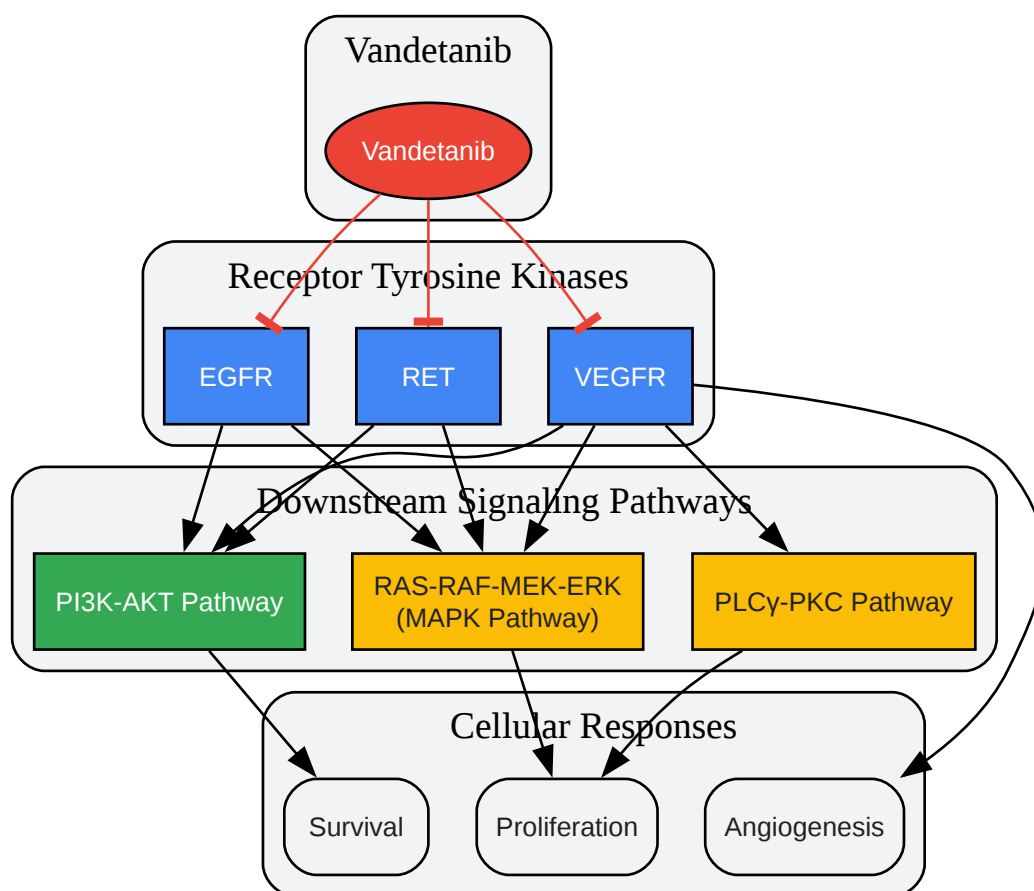 Vandetanib
Vandetanib
Receptor Tyrosine Kinases
EGFR
RET
VEGFR
Downstream Signaling Pathways
PI3K-AKT Pathway
RAS-RAF-MEK-ERK
(MAPK Pathway)
PLCγ-PKC Pathway
Cellular Responses
Survival
Proliferation
Angiogenesis